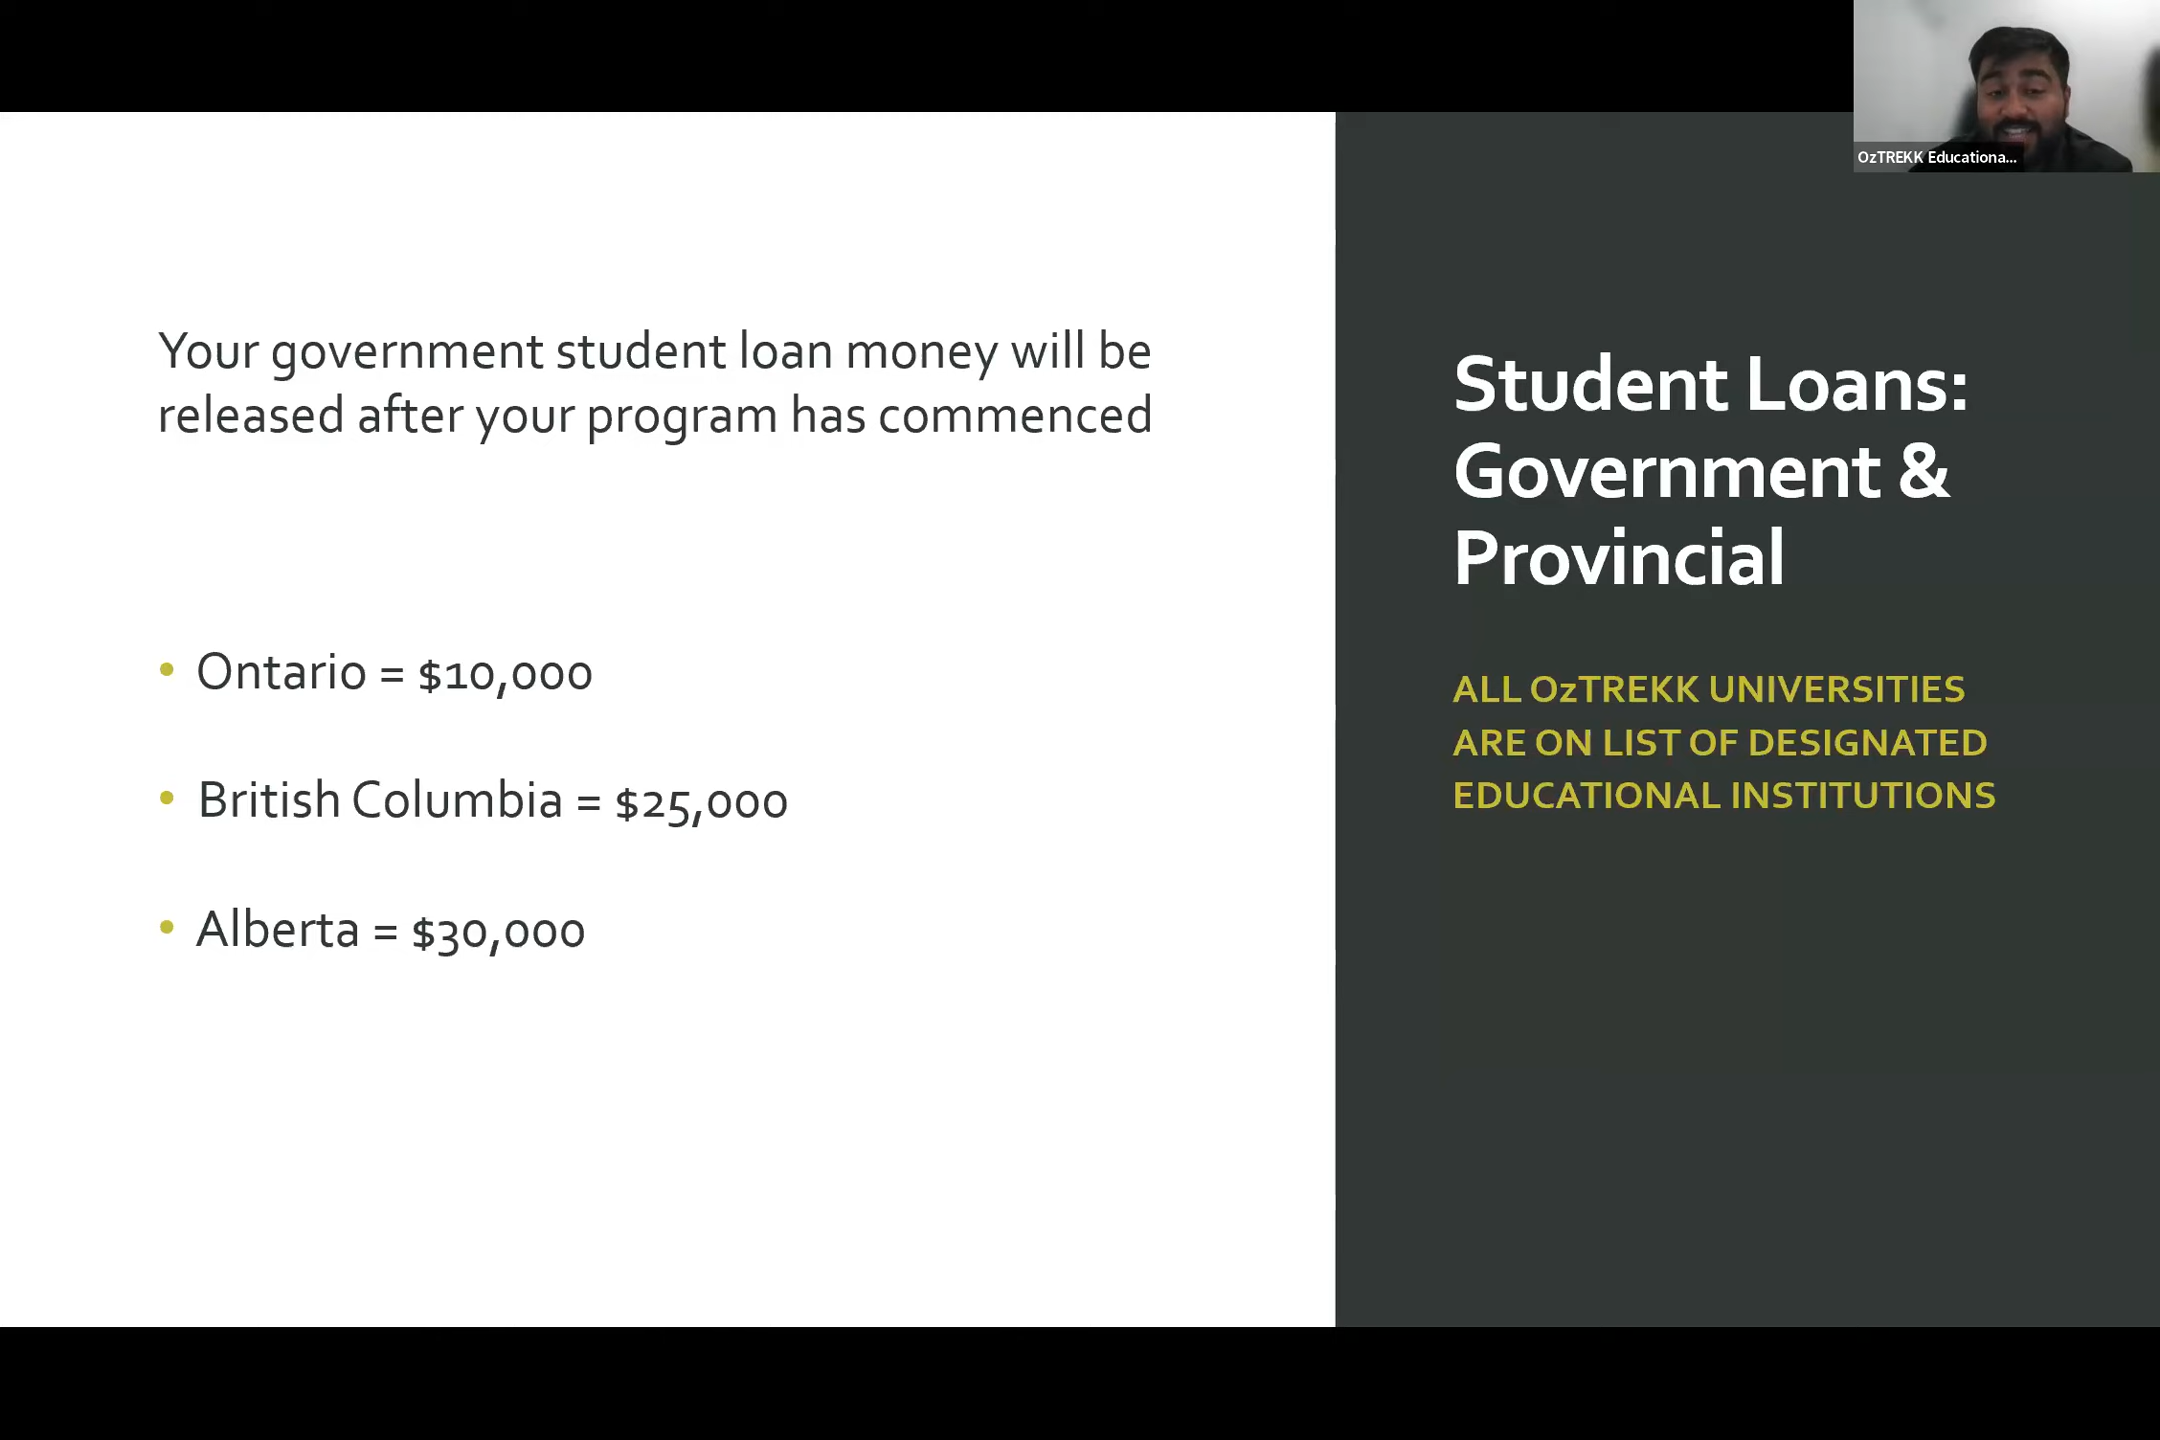 OzTREKK Educationa...
Your government student loan money will be
released after your program has commenced
• Ontario = $10,000
• British Columbia = $25,000
• Alberta = $30,000
Student Loans:
Government &
Provincial
ALL OzTREKK UNIVERSITIES
ARE ON LIST OF DESIGNATED
EDUCATIONAL INSTITUTIONS